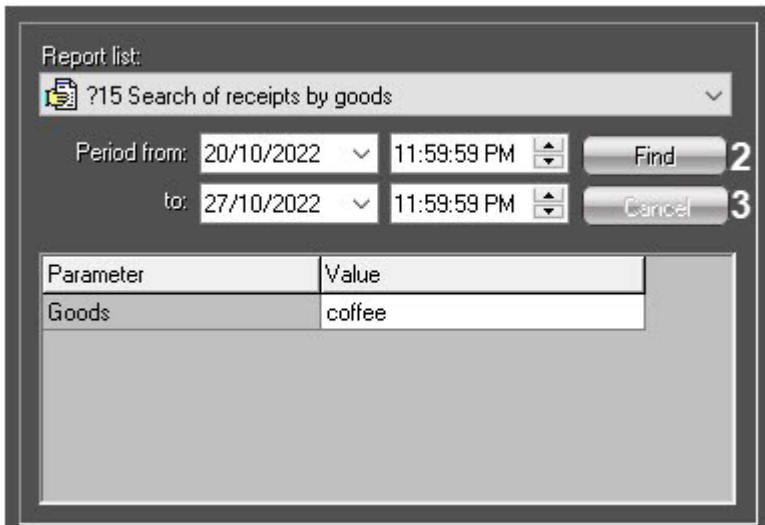 Report list:
?15 Search of receipts by goods
Period from: 20/10/2022 11:59:59 PM Find 2
to: 27/10/2022 11:59:59 PM Cancel 3
Parameter Value
Goods coffee